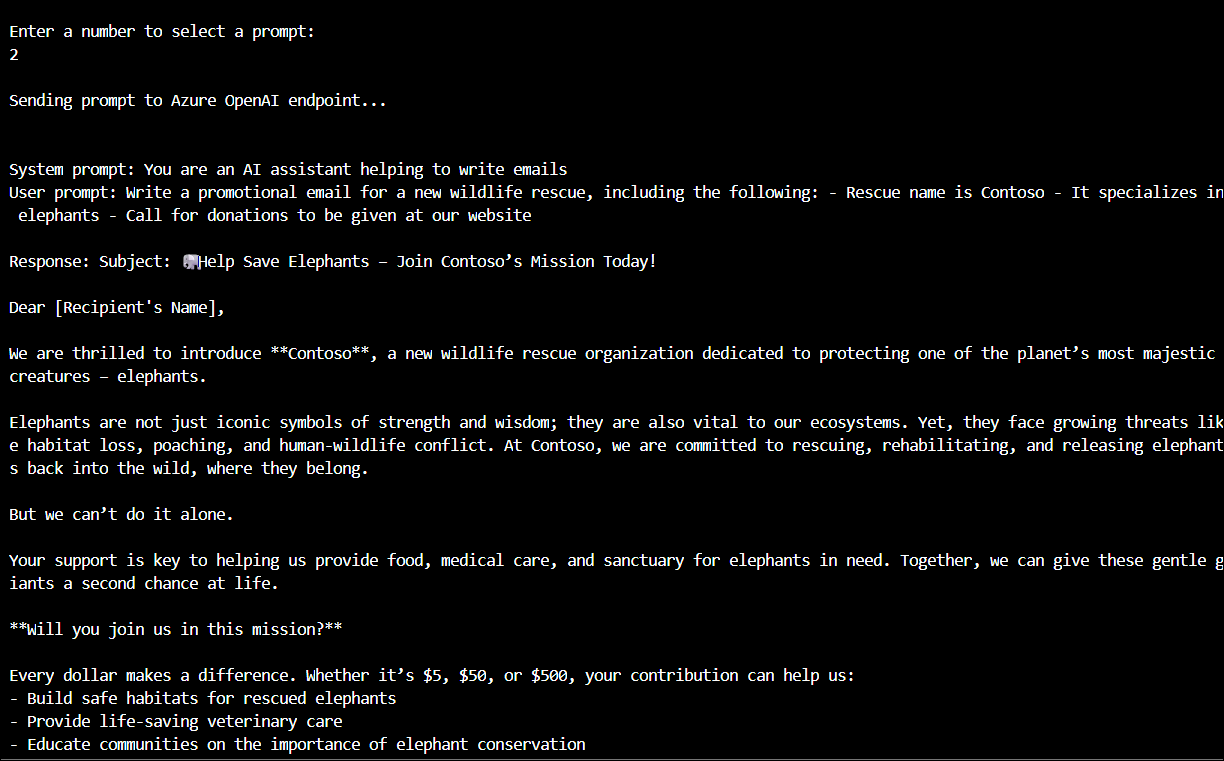 Enter a number to select a prompt:
2
Sending prompt to Azure OpenAI endpoint...
System prompt: You are an AI assistant helping to write emails
User prompt: Write a promotional email for a new wildlife rescue, including the following: - Rescue name is Contoso - It specializes in
elephants - Call for donations to be given at our website
Response: Subject: 🐘Help Save Elephants – Join Contoso’s Mission Today!
Dear [Recipient's Name],
We are thrilled to introduce **Contoso**, a new wildlife rescue organization dedicated to protecting one of the planet’s most majestic
creatures – elephants.
Elephants are not just iconic symbols of strength and wisdom; they are also vital to our ecosystems. Yet, they face growing threats lik
e habitat loss, poaching, and human-wildlife conflict. At Contoso, we are committed to rescuing, rehabilitating, and releasing elephant
s back into the wild, where they belong.
But we can’t do it alone.
Your support is key to helping us provide food, medical care, and sanctuary for elephants in need. Together, we can give these gentle g
iants a second chance at life.
**Will you join us in this mission?**
Every dollar makes a difference. Whether it’s $5, $50, or $500, your contribution can help us:
- Build safe habitats for rescued elephants
- Provide life-saving veterinary care
- Educate communities on the importance of elephant conservation